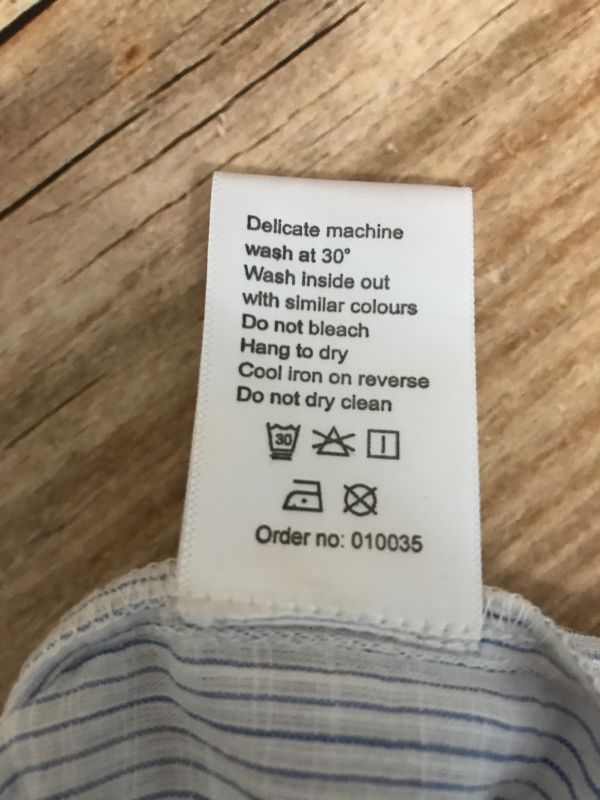 Delicate machine
wash at 30°
Wash inside out
with similar colours
Do not bleach
Hang to dry
Cool iron on reverse
Do not dry clean
30
Order no: 010035